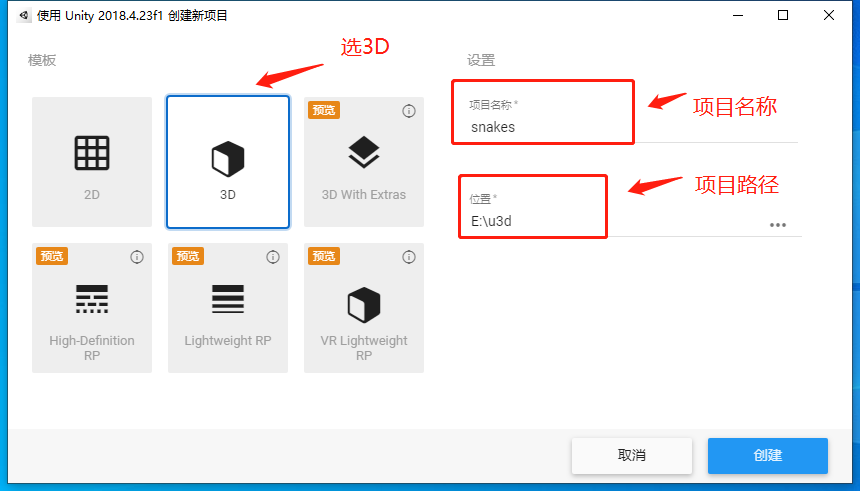 使用 Unity 2018.4.23f1 创建新项目
选3D
模板
设置
2D
3D
预览
3D With Extras
预览
High-Definition
RP
预览
Lightweight RP
预览
VR Lightweight
RP
项目名称 *
snakes
项目名称
位置 *
E:\u3d
项目路径
取消
创建